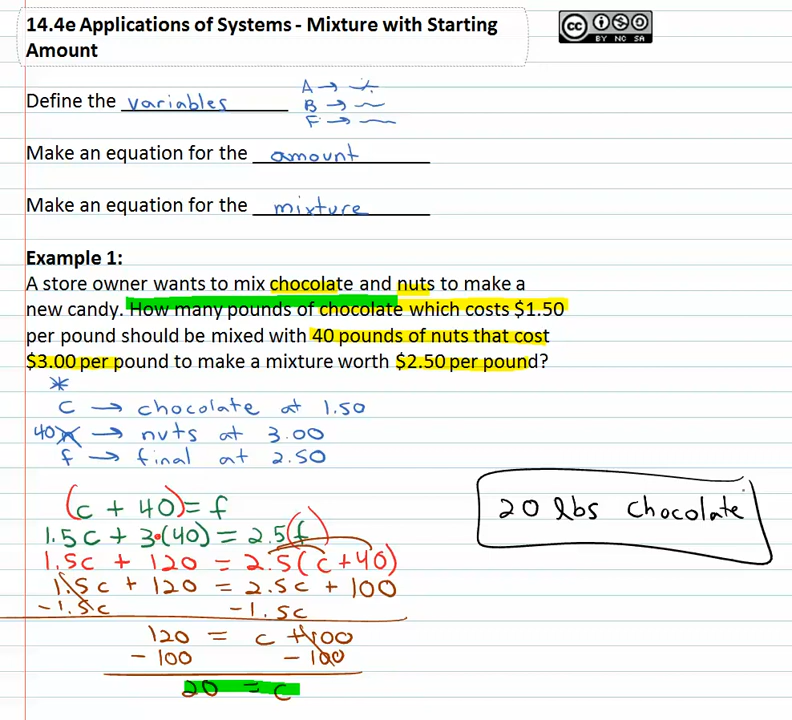 14.4e Applications of Systems - Mixture with Starting
Amount
CC BY NC SA
Define the variables
A →
B →
F →
Make an equation for the amount
Make an equation for the mixture
Example 1:
A store owner wants to mix chocolate and nuts to make a
new candy. How many pounds of chocolate which costs $1.50
per pound should be mixed with 40 pounds of nuts that cost
$3.00 per pound to make a mixture worth $2.50 per pound?
*
c → chocolate at 1.50
40 → nuts at 3.00
f → final at 2.50
(c + 40) = f
1.5c + 3·(40) = 2.5(f)
1.5c + 120 = 2.5(c+40)
1.5c + 120 = 2.5c + 100
-1.5c -1.5c
120 = c + 100
- 100 - 100
20 = c
20 lbs chocolate